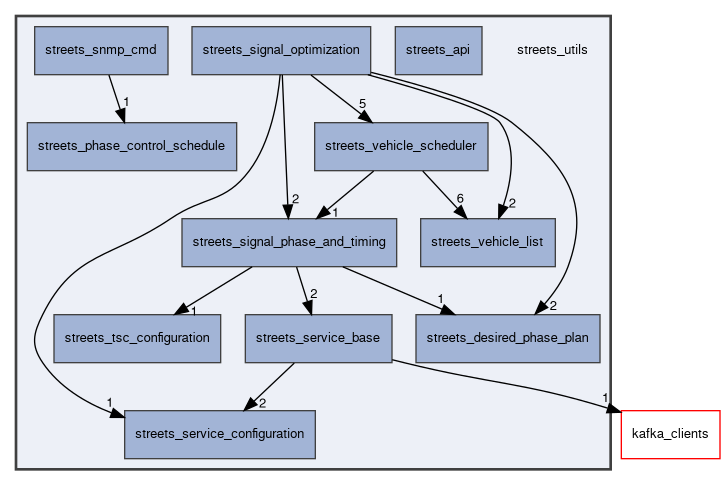 streets_snmp_cmd
streets_signal_optimization
streets_api
streets_utils
1
5
streets_phase_control_schedule
streets_vehicle_scheduler
2
1
6
2
streets_signal_phase_and_timing
streets_vehicle_list
1
2
1
2
streets_tsc_configuration
streets_service_base
streets_desired_phase_plan
1
2
1
streets_service_configuration
kafka_clients